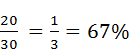 20/30 = 1/3 = 67%